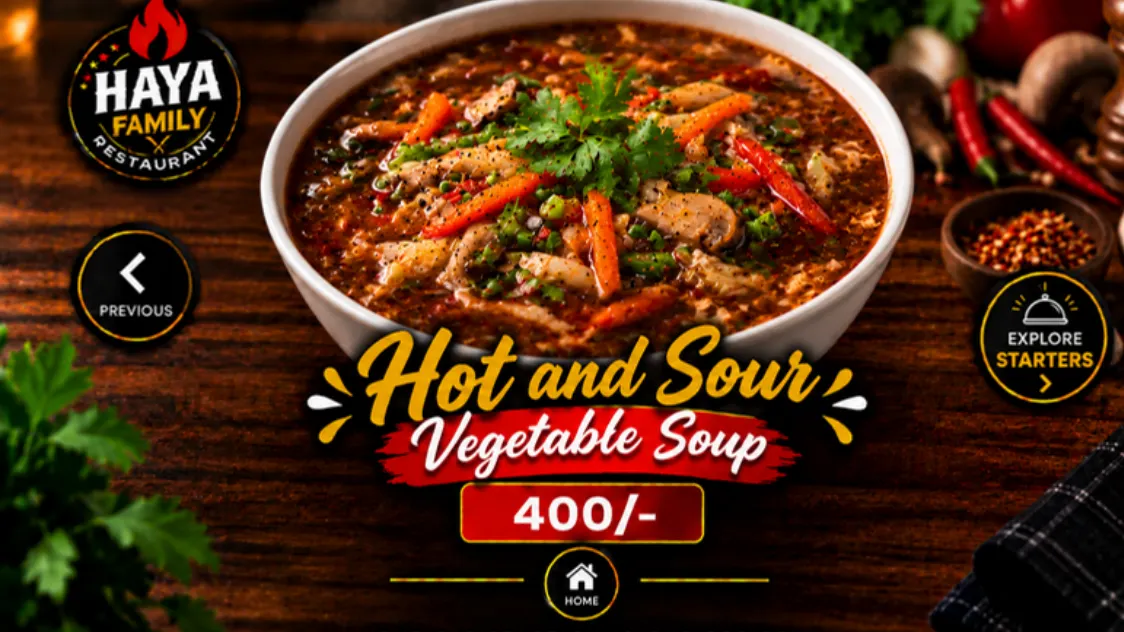 HAYA
FAMILY
RESTAURANT
PREVIOUS
EXPLORE
STARTERS
Hot and Sour
Vegetable Soup
400/-
HOME